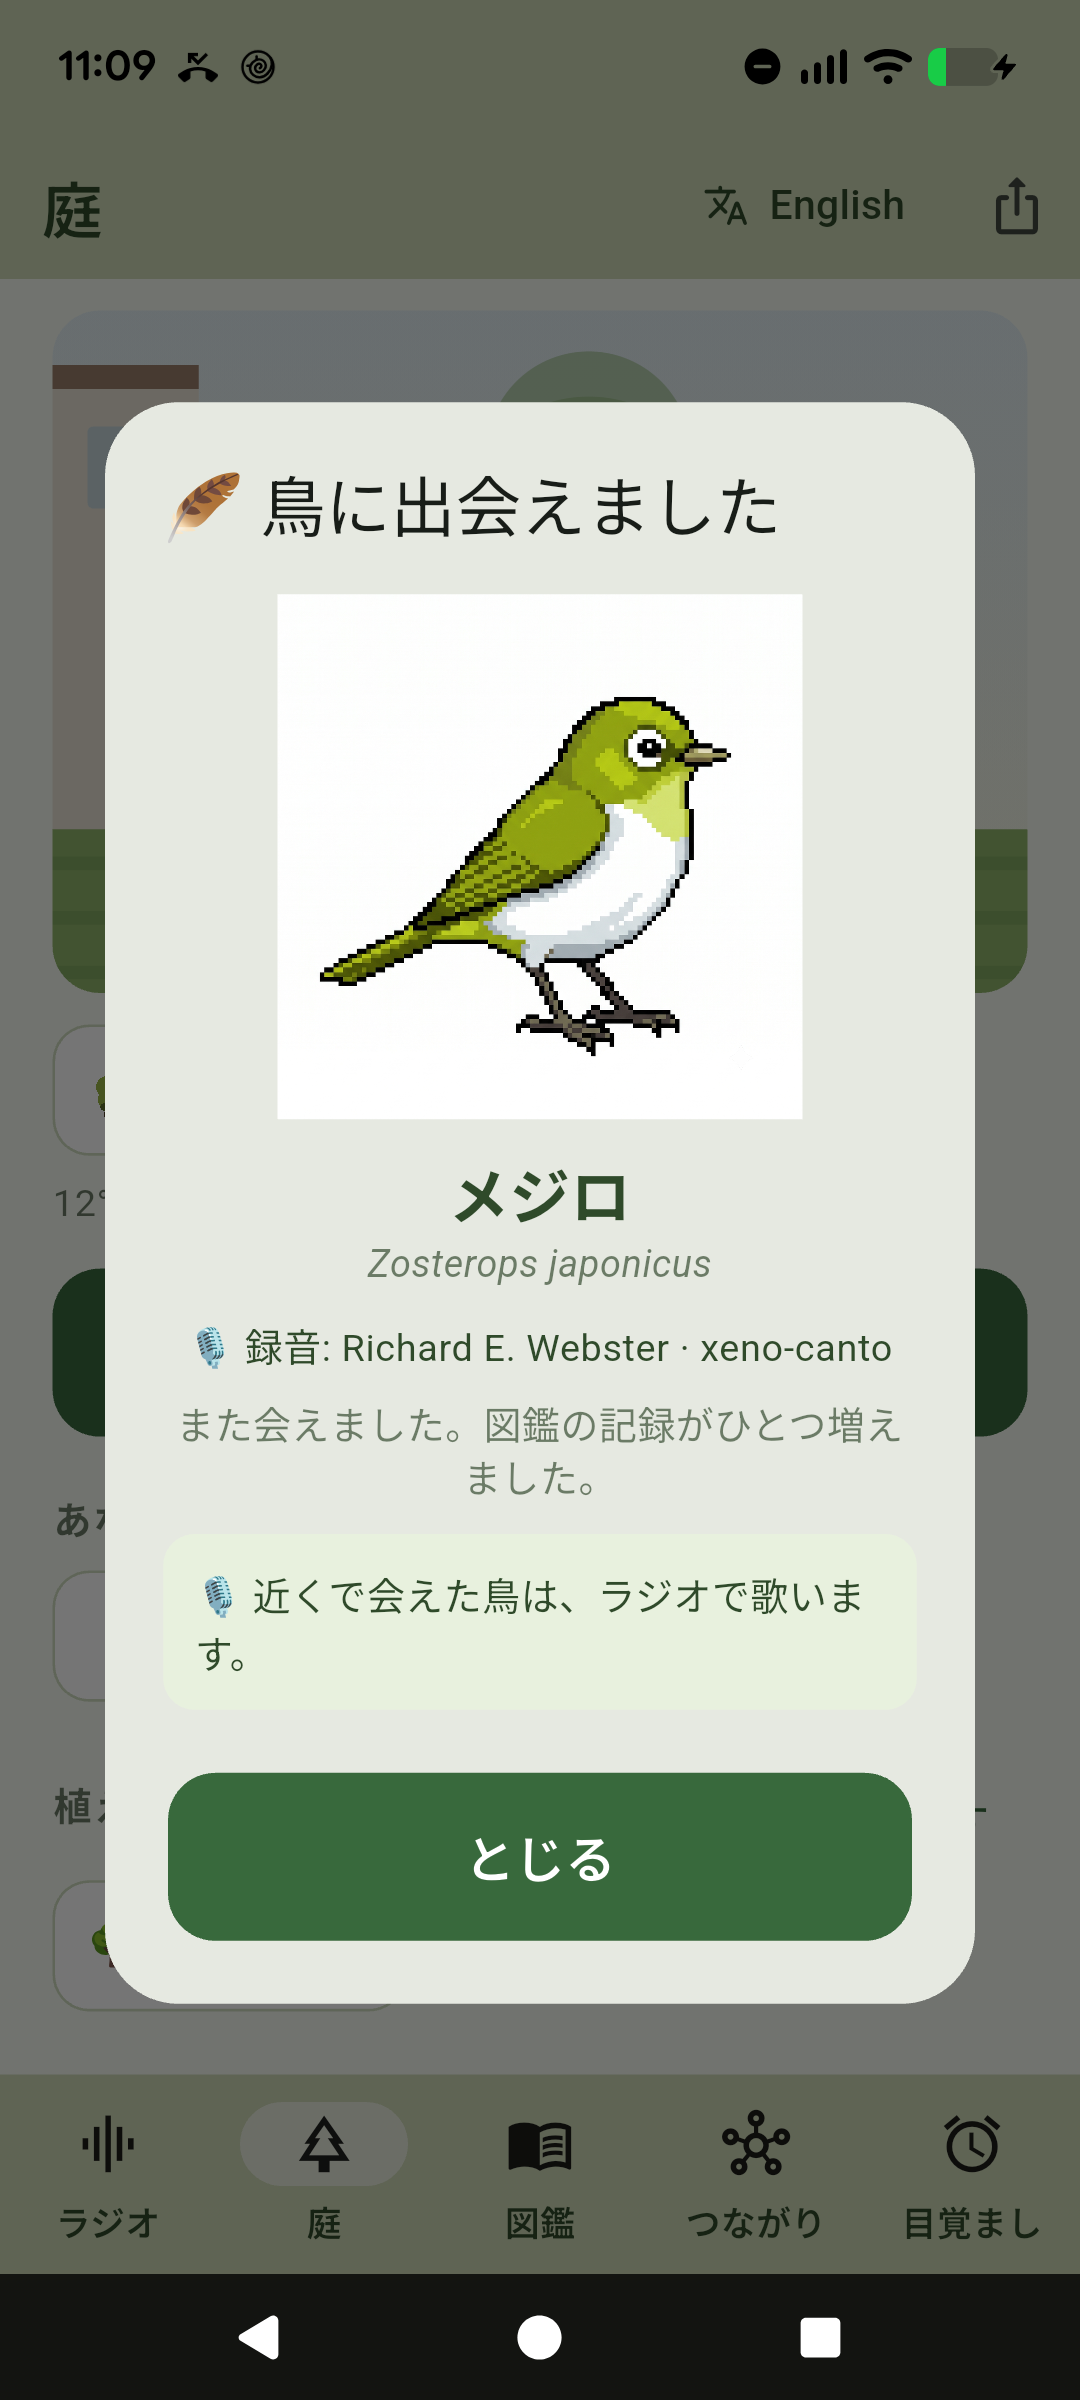 11:09
庭
English
鳥に出会えました
メジロ
Zosterops japonicus
録音: Richard E. Webster · xeno-canto
また会えました。図鑑の記録がひとつ増え
ました。
近くで会えた鳥は、ラジオで歌いま
す。
とじる
12°
あ
植
ラジオ
庭
図鑑
つながり
目覚まし